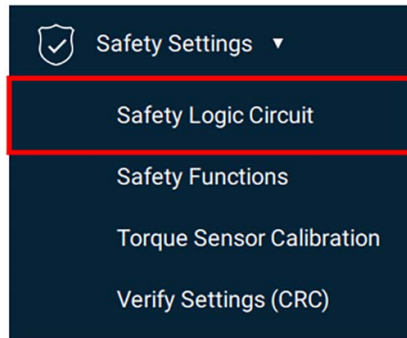 Safety Settings ▼
Safety Logic Circuit
Safety Functions
Torque Sensor Calibration
Verify Settings (CRC)